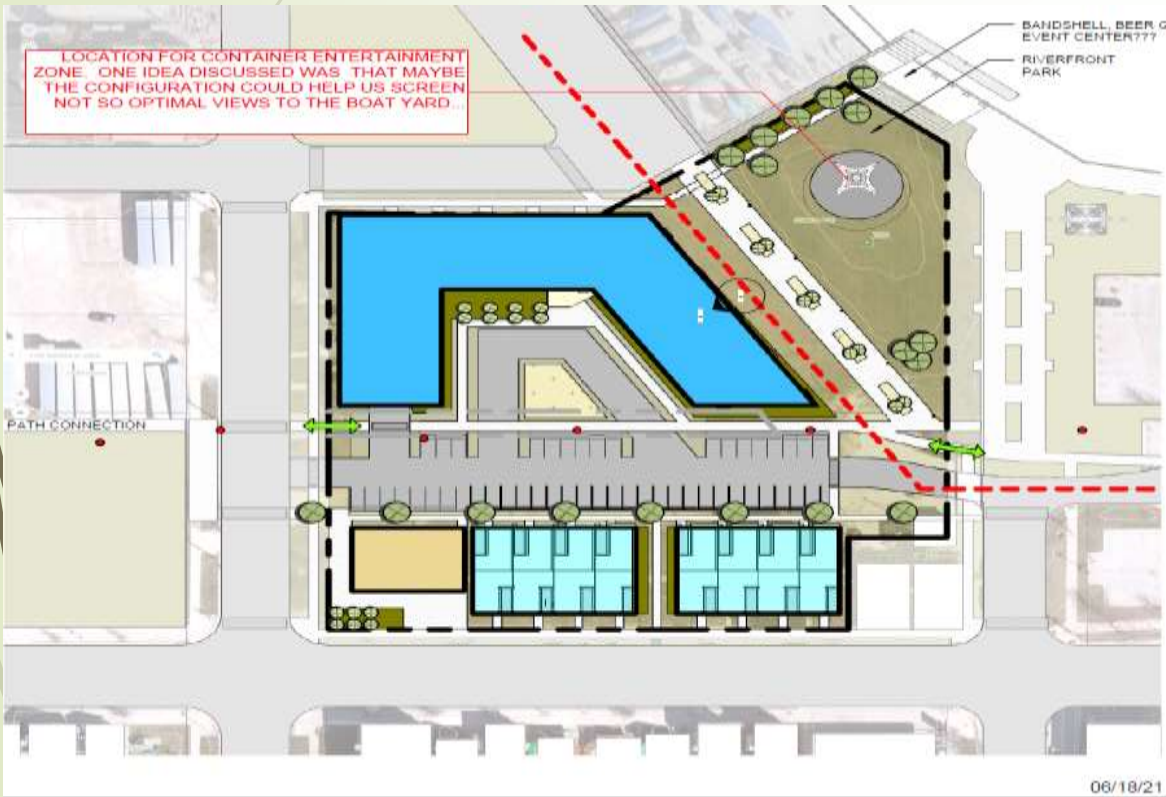 LOCATION FOR CONTAINER ENTERTAINMENT
ZONE. ONE IDEA DISCUSSED WAS THAT MAYBE
THE CONFIGURATION COULD HELP US SCREEN
NOT SO OPTIMAL VIEWS TO THE BOAT YARD...
BANDSHELL, BEER G
EVENT CENTER???
RIVERFRONT
PARK
PATH CONNECTION
06/18/21